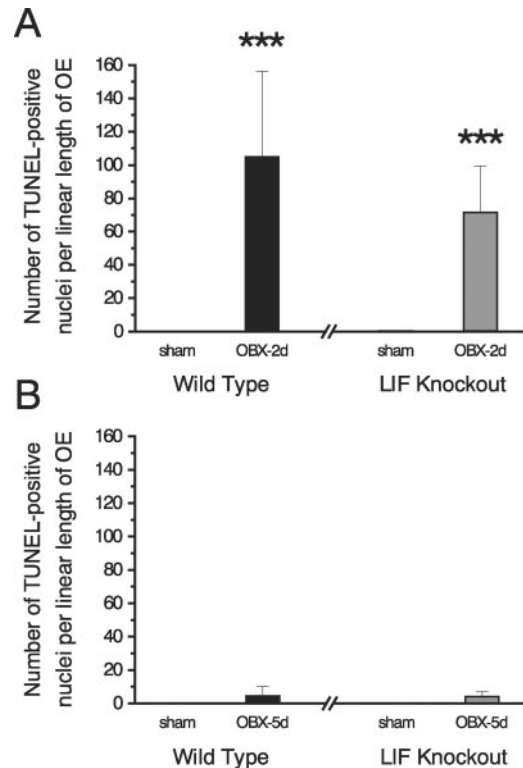 A
***
***
Number of TUNEL-positive
nuclei per linear length of OE
160
140
120
100
80
60
40
20
0
sham OBX-2d // sham OBX-2d
Wild Type LIF Knockout
B
Number of TUNEL-positive
nuclei per linear length of OE
160
140
120
100
80
60
40
20
0
sham OBX-5d // sham OBX-5d
Wild Type LIF Knockout